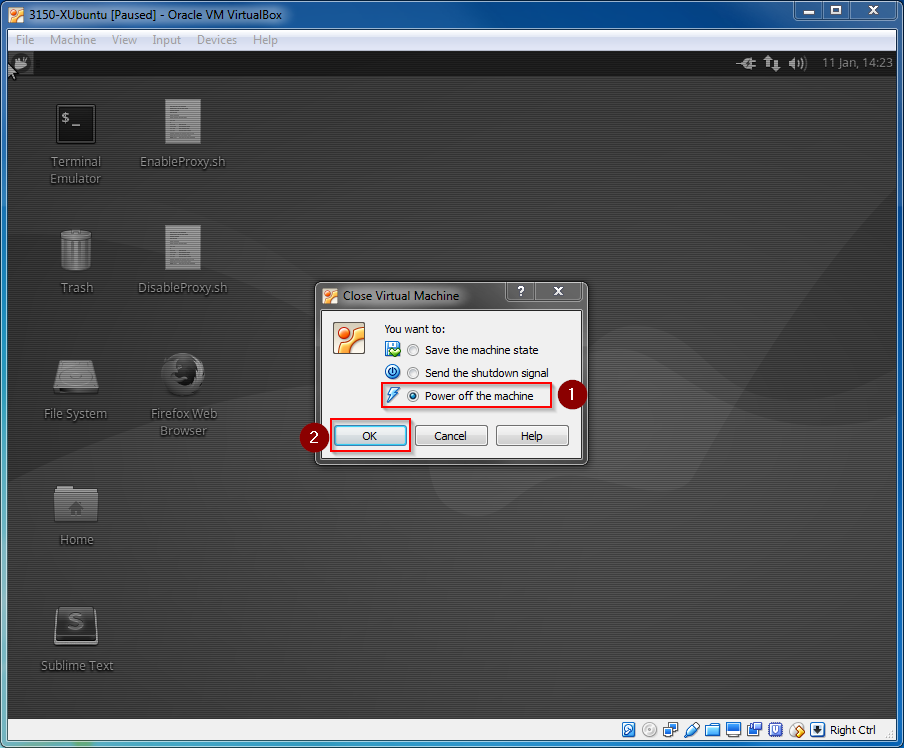 3150-XUbuntu [Paused] - Oracle VM VirtualBox
File Machine View Input Devices Help
11 Jan, 14:23
$_
Terminal
Emulator
EnableProxy.sh
Trash
DisableProxy.sh
File System
Firefox Web
Browser
Home
S
Sublime Text
Close Virtual Machine
?
You want to:
Save the machine state
Send the shutdown signal
Power off the machine
1
2
OK Cancel Help
Right Ctrl